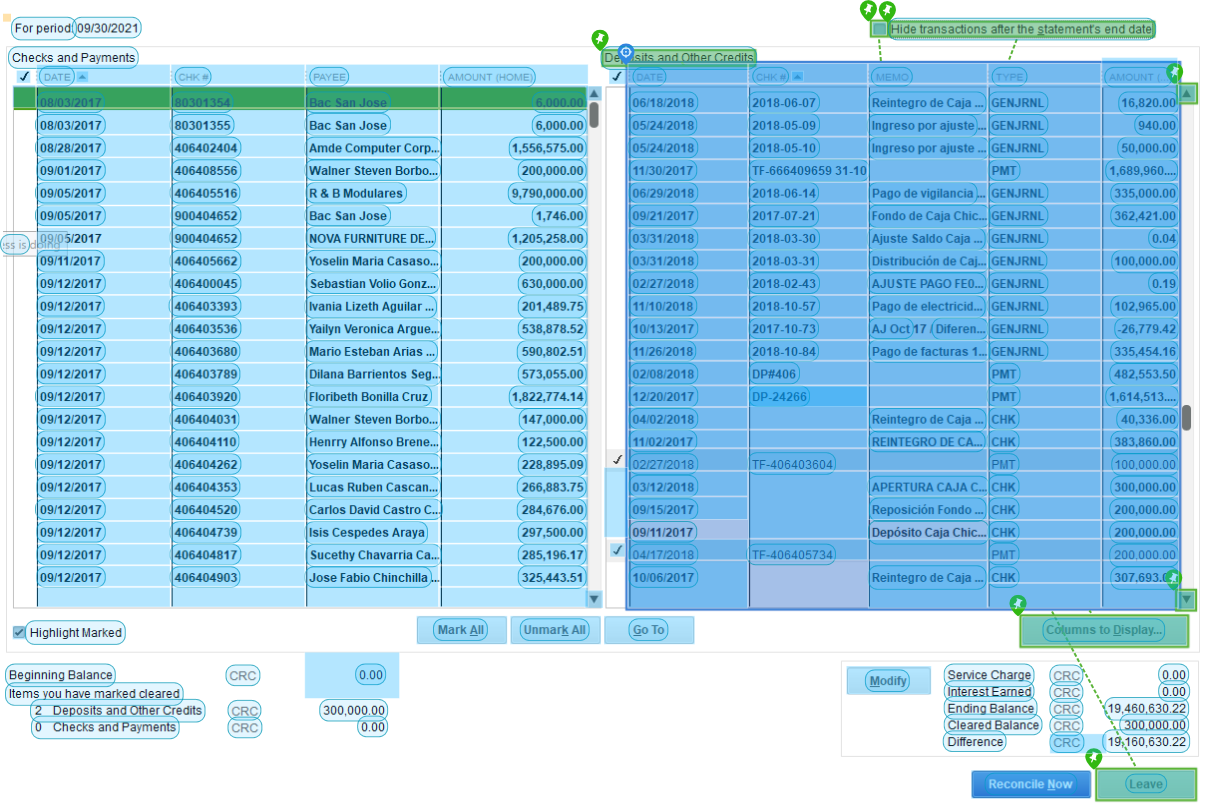 For period: 09/30/2021
Hide transactions after the statement's end date
Checks and Payments
Deposits and Other Credits
DATE CHK # PAYEE AMOUNT (HOME)
DATE CHK # MEMO TYPE AMOUNT (...
08/03/2017 80301354 Bac San Jose 6,000.00
06/18/2018 2018-06-07 Reintegro de Caja ... GENJRNL 16,820.00
08/03/2017 80301355 Bac San Jose 6,000.00
05/24/2018 2018-05-09 Ingreso por ajuste ... GENJRNL 940.00
08/28/2017 406402404 Amde Computer Corp... 1,556,575.00
05/24/2018 2018-05-10 Ingreso por ajuste ... GENJRNL 50,000.00
09/01/2017 406408556 Walner Steven Borbo... 200,000.00
11/30/2017 TF-666409659 31-10 PMT 1,689,960....
09/05/2017 406405516 R & B Modulares 9,790,000.00
06/29/2018 2018-06-14 Pago de vigilancia ... GENJRNL 335,000.00
09/05/2017 900404652 Bac San Jose 1,746.00
09/21/2017 2017-07-21 Fondo de Caja Chic... GENJRNL 362,421.00
ess is doing
09/05/2017 900404652 NOVA FURNITURE DE... 1,205,258.00
03/31/2018 2018-03-30 Ajuste Saldo Caja ... GENJRNL 0.04
09/11/2017 406405662 Yoselin Maria Casaso... 200,000.00
03/31/2018 2018-03-31 Distribución de Caj... GENJRNL 100,000.00
09/12/2017 406400045 Sebastian Volio Gonz... 630,000.00
02/27/2018 2018-02-43 AJUSTE PAGO FE0... GENJRNL 0.19
09/12/2017 406403393 Ivania Lizeth Aguilar ... 201,489.75
11/10/2018 2018-10-57 Pago de electricid... GENJRNL 102,965.00
09/12/2017 406403536 Yailyn Veronica Argue... 538,878.52
10/13/2017 2017-10-73 AJ Oct 17 / Diferen... GENJRNL -26,779.42
09/12/2017 406403680 Mario Esteban Arias ... 590,802.51
11/26/2018 2018-10-84 Pago de facturas 1... GENJRNL 335,454.16
09/12/2017 406403789 Dilana Barrientos Seg... 573,055.00
02/08/2018 DP#406 PMT 482,553.50
09/12/2017 406403920 Floribeth Bonilla Cruz 1,822,774.14
12/20/2017 DP-24266 PMT 1,614,513....
09/12/2017 406404031 Walner Steven Borbo... 147,000.00
04/02/2018 Reintegro de Caja ... CHK 40,336.00
09/12/2017 406404110 Henrry Alfonso Brene... 122,500.00
11/02/2017 REINTEGRO DE CA... CHK 383,860.00
09/12/2017 406404262 Yoselin Maria Casaso... 228,895.09
02/27/2018 TF-406403604 PMT 100,000.00
09/12/2017 406404353 Lucas Ruben Cascan... 266,883.75
03/12/2018 APERTURA CAJA C... CHK 300,000.00
09/12/2017 406404520 Carlos David Castro C... 284,676.00
09/15/2017 Reposición Fondo ... CHK 200,000.00
09/12/2017 406404739 Isis Cespedes Araya 297,500.00
09/11/2017 Depósito Caja Chic... CHK 200,000.00
09/12/2017 406404817 Sucethy Chavarria Ca... 285,196.17
04/17/2018 TF-406405734 PMT 200,000.00
09/12/2017 406404903 Jose Fabio Chinchilla ... 325,443.51
10/06/2017 Reintegro de Caja ... CHK 307,693.0
Highlight Marked
Mark All Unmark All Go To
Columns to Display...
Beginning Balance CRC 0.00
Items you have marked cleared
2 Deposits and Other Credits CRC 300,000.00
0 Checks and Payments CRC 0.00
Modify
Service Charge CRC 0.00
Interest Earned CRC 0.00
Ending Balance CRC 19,460,630.22
Cleared Balance CRC 300,000.00
Difference CRC 19,160,630.22
Reconcile Now Leave